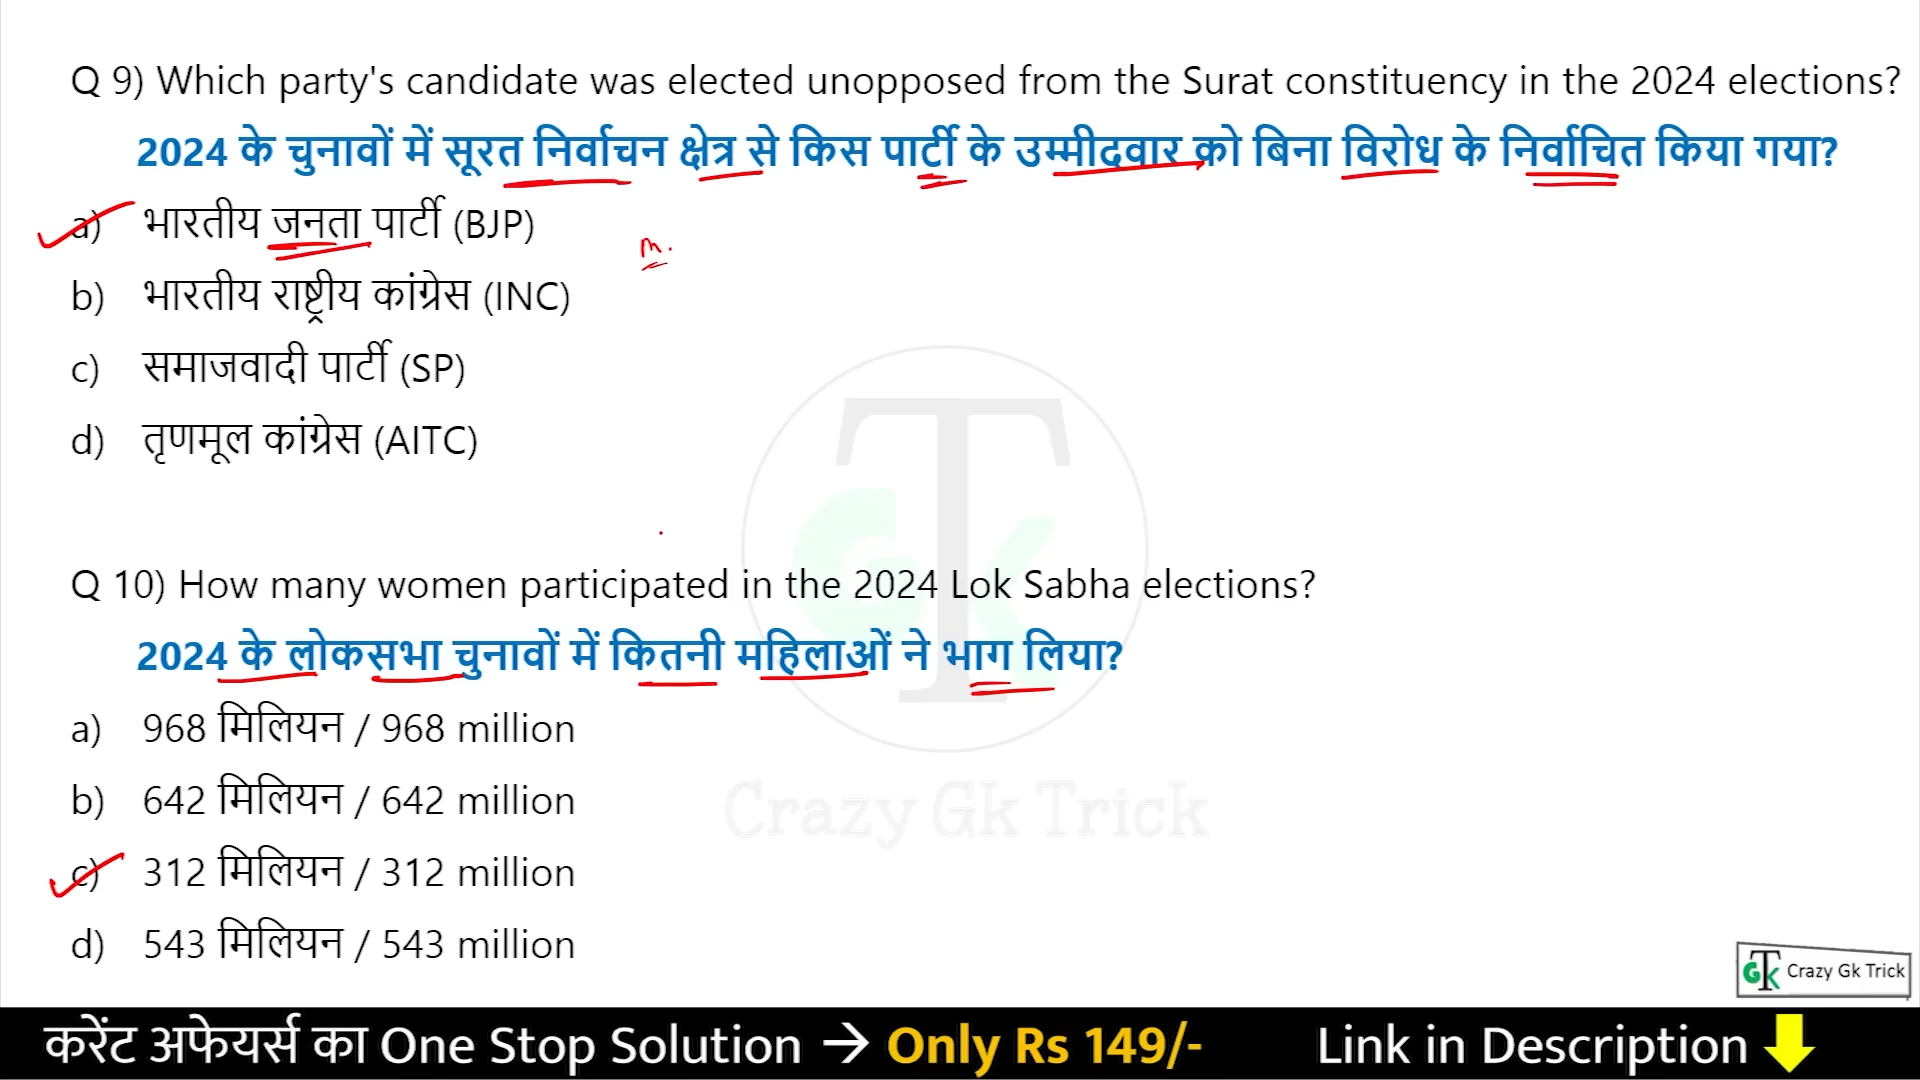 Q 9) Which party's candidate was elected unopposed from the Surat constituency in the 2024 elections?
2024 के चुनावों में सूरत निर्वाचन क्षेत्र से किस पार्टी के उम्मीदवार को बिना विरोध के निर्वाचित किया गया?
a) भारतीय जनता पार्टी (BJP)
m.
b) भारतीय राष्ट्रीय कांग्रेस (INC)
c) समाजवादी पार्टी (SP)
d) तृणमूल कांग्रेस (AITC)
Q 10) How many women participated in the 2024 Lok Sabha elections?
2024 के लोकसभा चुनावों में कितनी महिलाओं ने भाग लिया?
a) 968 मिलियन / 968 million
b) 642 मिलियन / 642 million
c) 312 मिलियन / 312 million
d) 543 मिलियन / 543 million
GTK
Crazy Gk Trick
GTK Crazy Gk Trick
करेंट अफेयर्स का One Stop Solution → Only Rs 149/- Link in Description